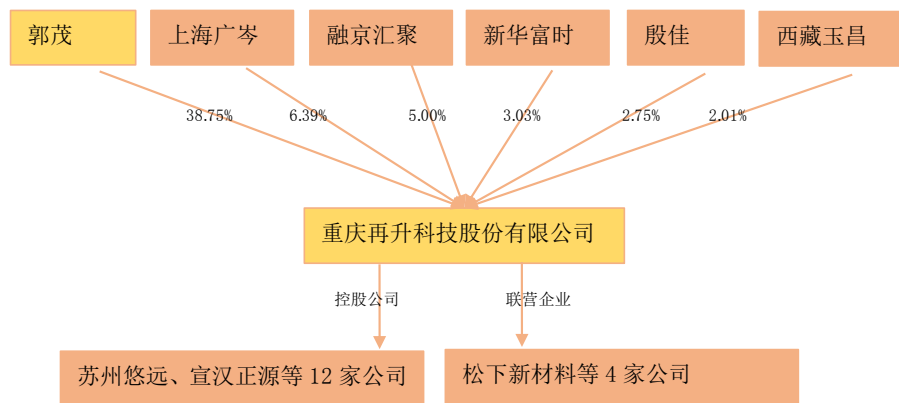 郭茂
上海广岑
融京汇聚
新华富时
殷佳
西藏玉昌
38.75%
6.39%
5.00%
3.03%
2.75%
2.01%
重庆再升科技股份有限公司
控股公司
联营企业
苏州悠远、宣汉正源等 12 家公司
松下新材料等 4 家公司